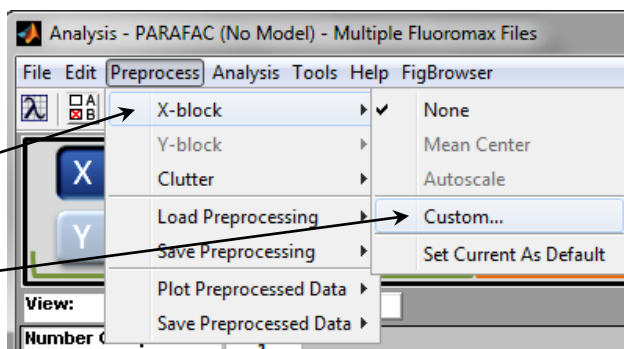 Analysis - PARAFAC (No Model) - Multiple Fluoromax Files
File Edit Preprocess Analysis Tools Help FigBrowser
A
B
X
Y
X-block
Y-block
Clutter
Load Preprocessing
Save Preprocessing
Plot Preprocessed Data
Save Preprocessed Data
None
Mean Center
Autoscale
Custom...
Set Current As Default
View:
Number